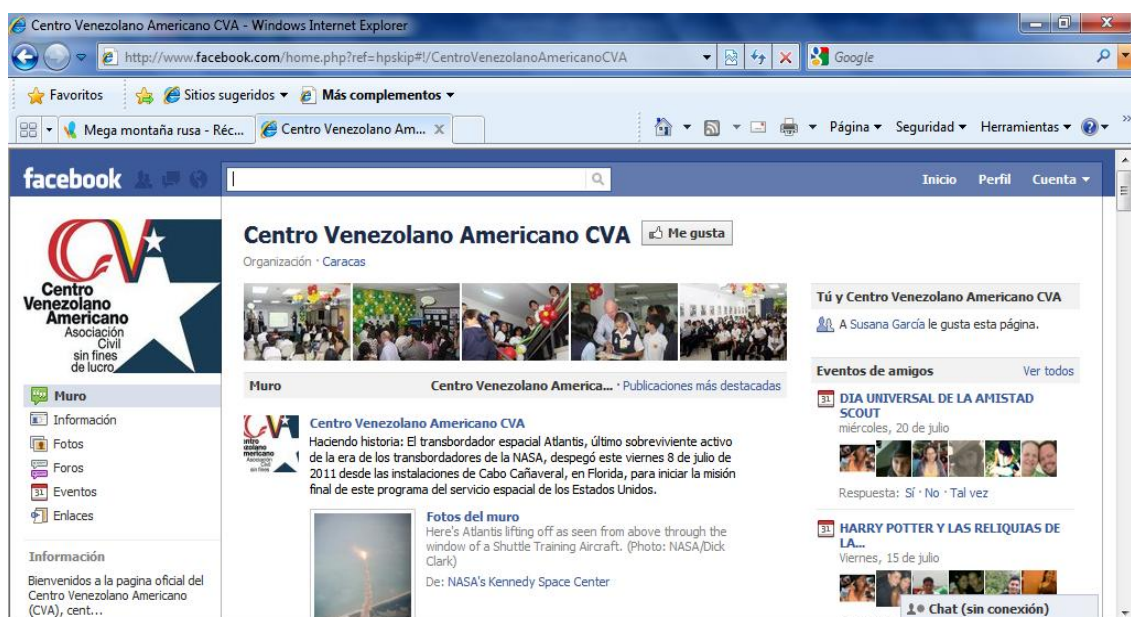 Centro Venezolano Americano CVA - Windows Internet Explorer
http://www.facebook.com/home.php?ref=hpskip#!/CentroVenezolanoAmericanoCVA
Google
Favoritos
Sitios sugeridos
Más complementos
Mega montaña rusa - Réc...
Centro Venezolano Am...
Página
Seguridad
Herramientas
facebook
Inicio
Perfil
Cuenta
CVA
Centro
Venezolano
Americano
Asociación
Civil
sin fines
de lucro
Muro
Información
Fotos
Foros
Eventos
Enlaces
Información
Bienvenidos a la pagina oficial del
Centro Venezolano Americano
(CVA), cent...
Centro Venezolano Americano CVA
Me gusta
Organización · Caracas
Muro
Centro Venezolano America... · Publicaciones más destacadas
Centro Venezolano Americano CVA
Haciendo historia: El transbordador espacial Atlantis, último sobreviviente activo
de la era de los transbordadores de la NASA, despegó este viernes 8 de julio de
2011 desde las instalaciones de Cabo Cañaveral, en Florida, para iniciar la misión
final de este programa del servicio espacial de los Estados Unidos.
Fotos del muro
Here's Atlantis lifting off as seen from above through the
window of a Shuttle Training Aircraft. (Photo: NASA/Dick
Clark)
De: NASA's Kennedy Space Center
Tú y Centro Venezolano Americano CVA
A Susana García le gusta esta página.
Eventos de amigos
Ver todos
31
DIA UNIVERSAL DE LA AMISTAD
SCOUT
miércoles, 20 de julio
Respuesta: Sí · No · Tal vez
31
HARRY POTTER Y LAS RELIQUIAS DE
LA...
Viernes, 15 de julio
Chat (sin conexión)